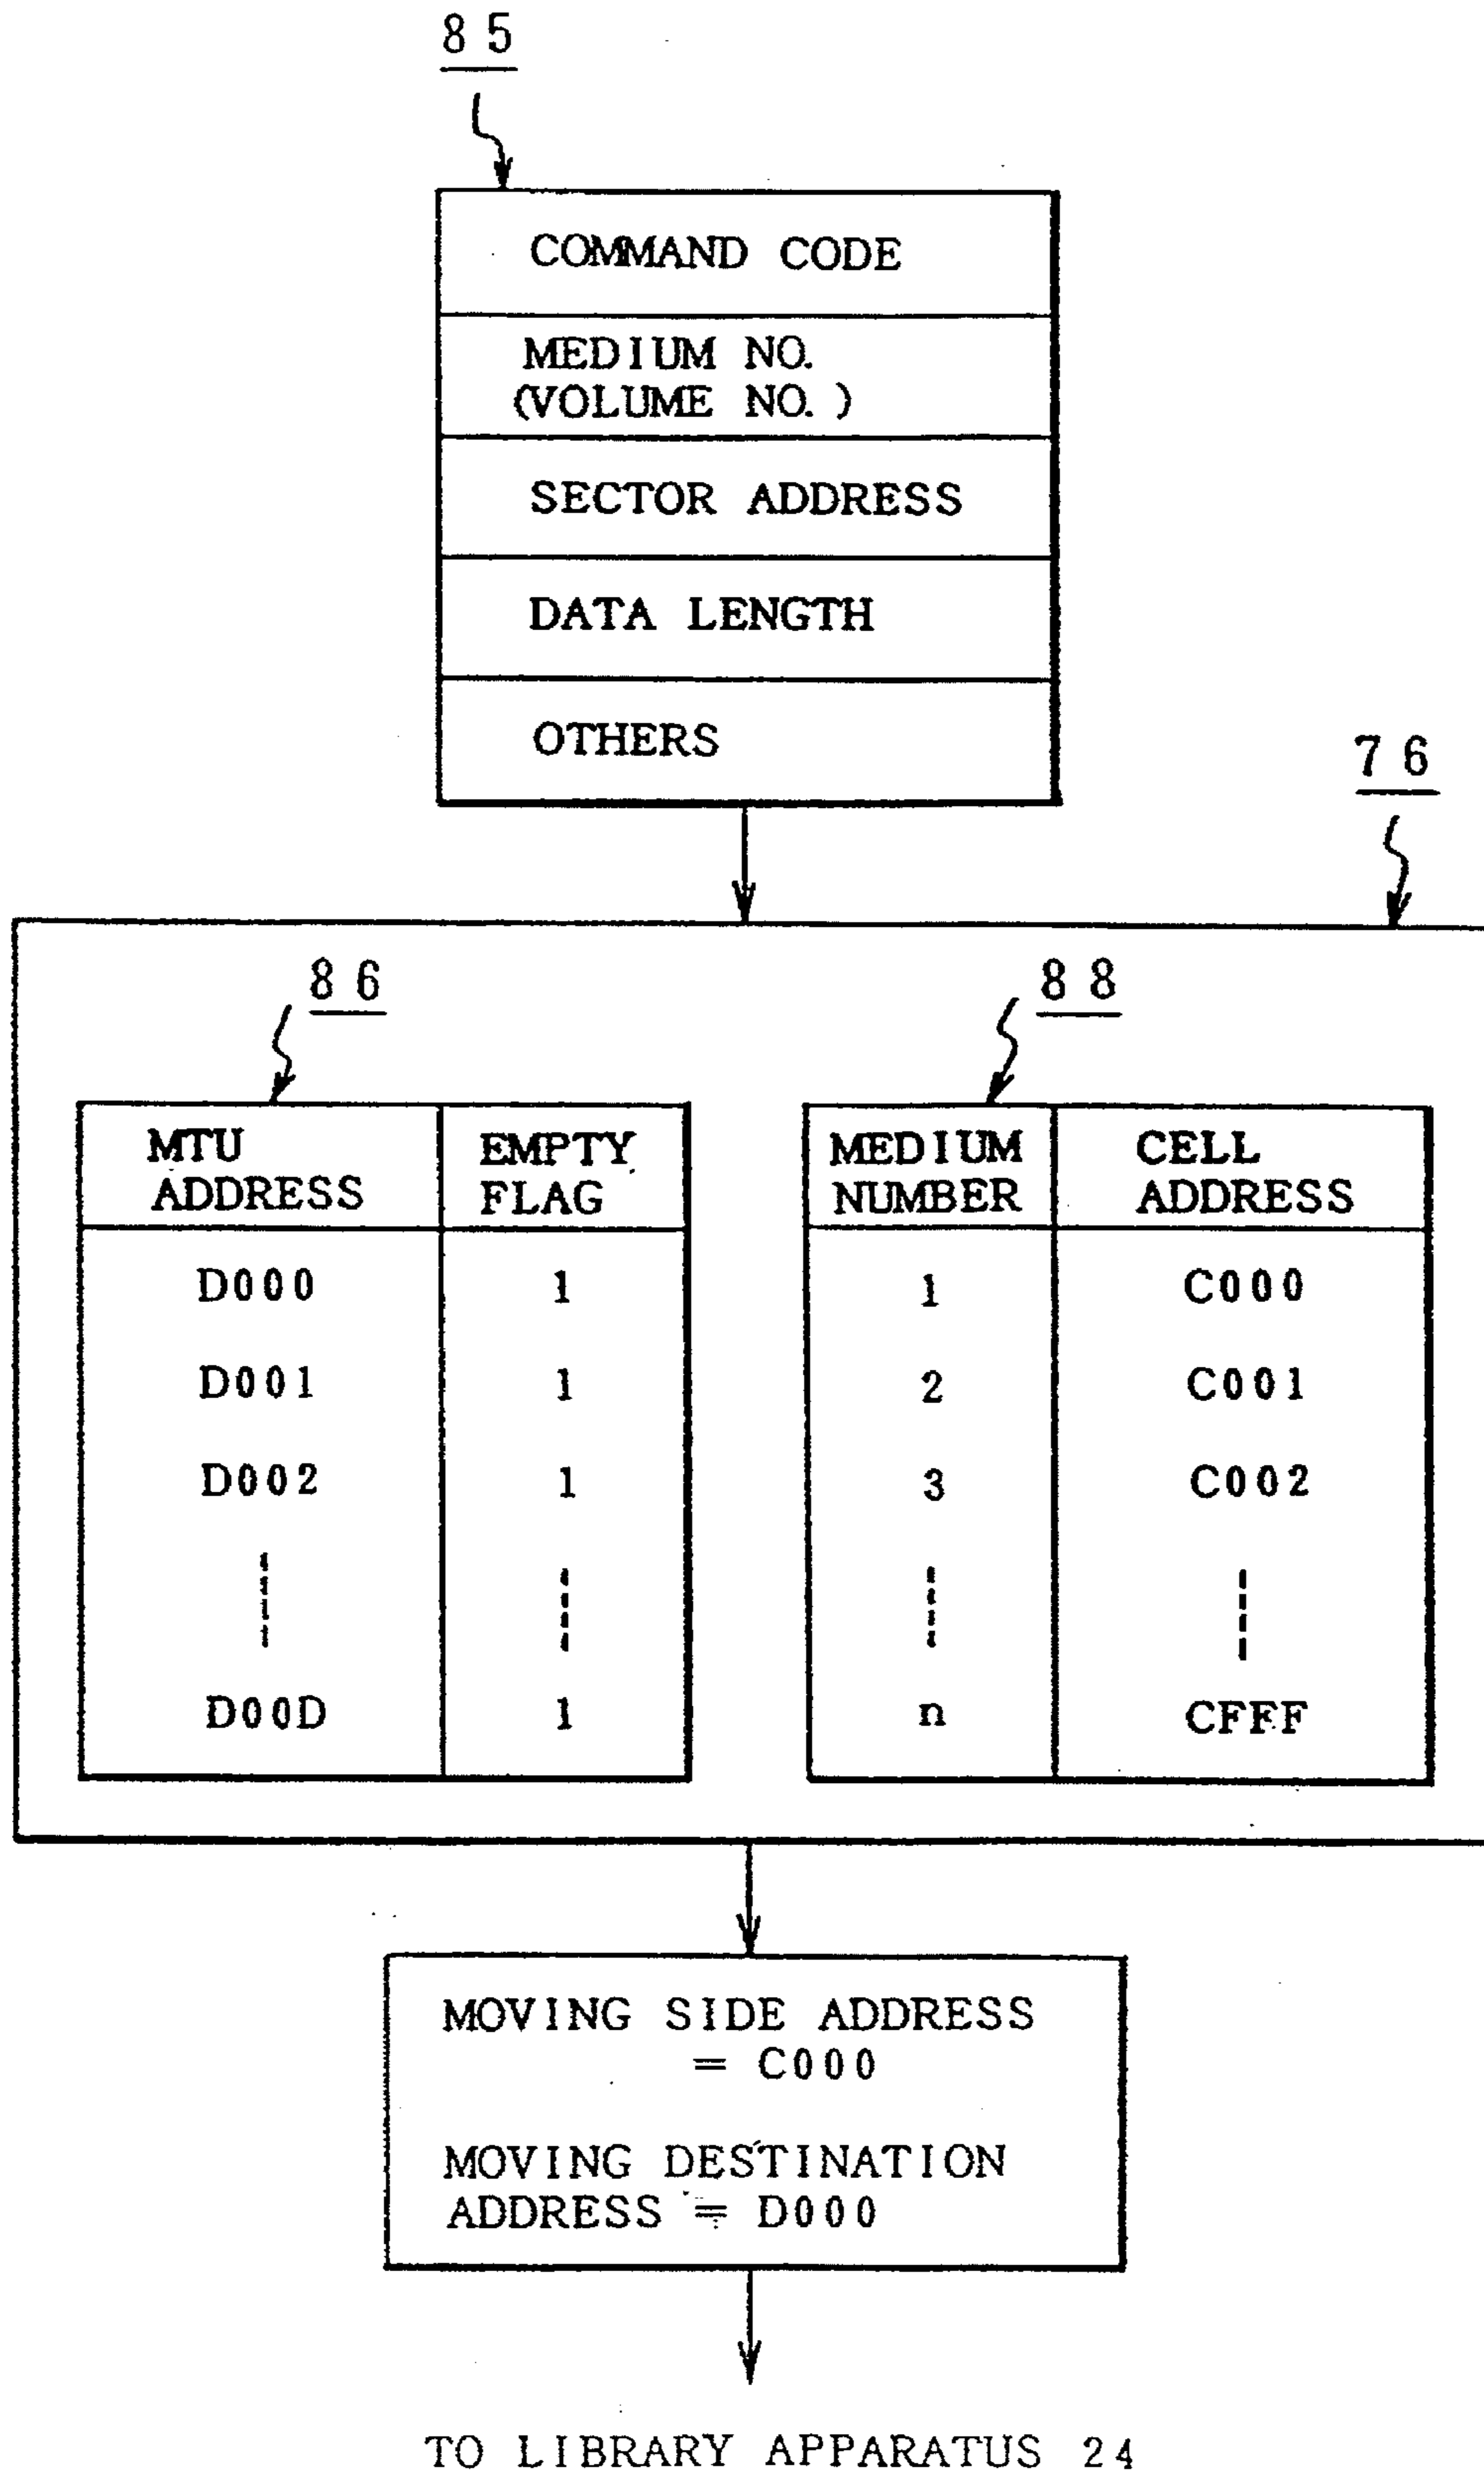 85
COMMAND CODE
MEDIUM NO.
(VOLUME NO.)
SECTOR ADDRESS
DATA LENGTH
OTHERS
76
86
88
MTU ADDRESS EMPTY FLAG
D000 1
D001 1
D002 1
D00D 1
MEDIUM NUMBER CELL ADDRESS
1 C000
2 C001
3 C002
n CFFF
MOVING SIDE ADDRESS
= C000
MOVING DESTINATION
ADDRESS = D000
TO LIBRARY APPARATUS 24